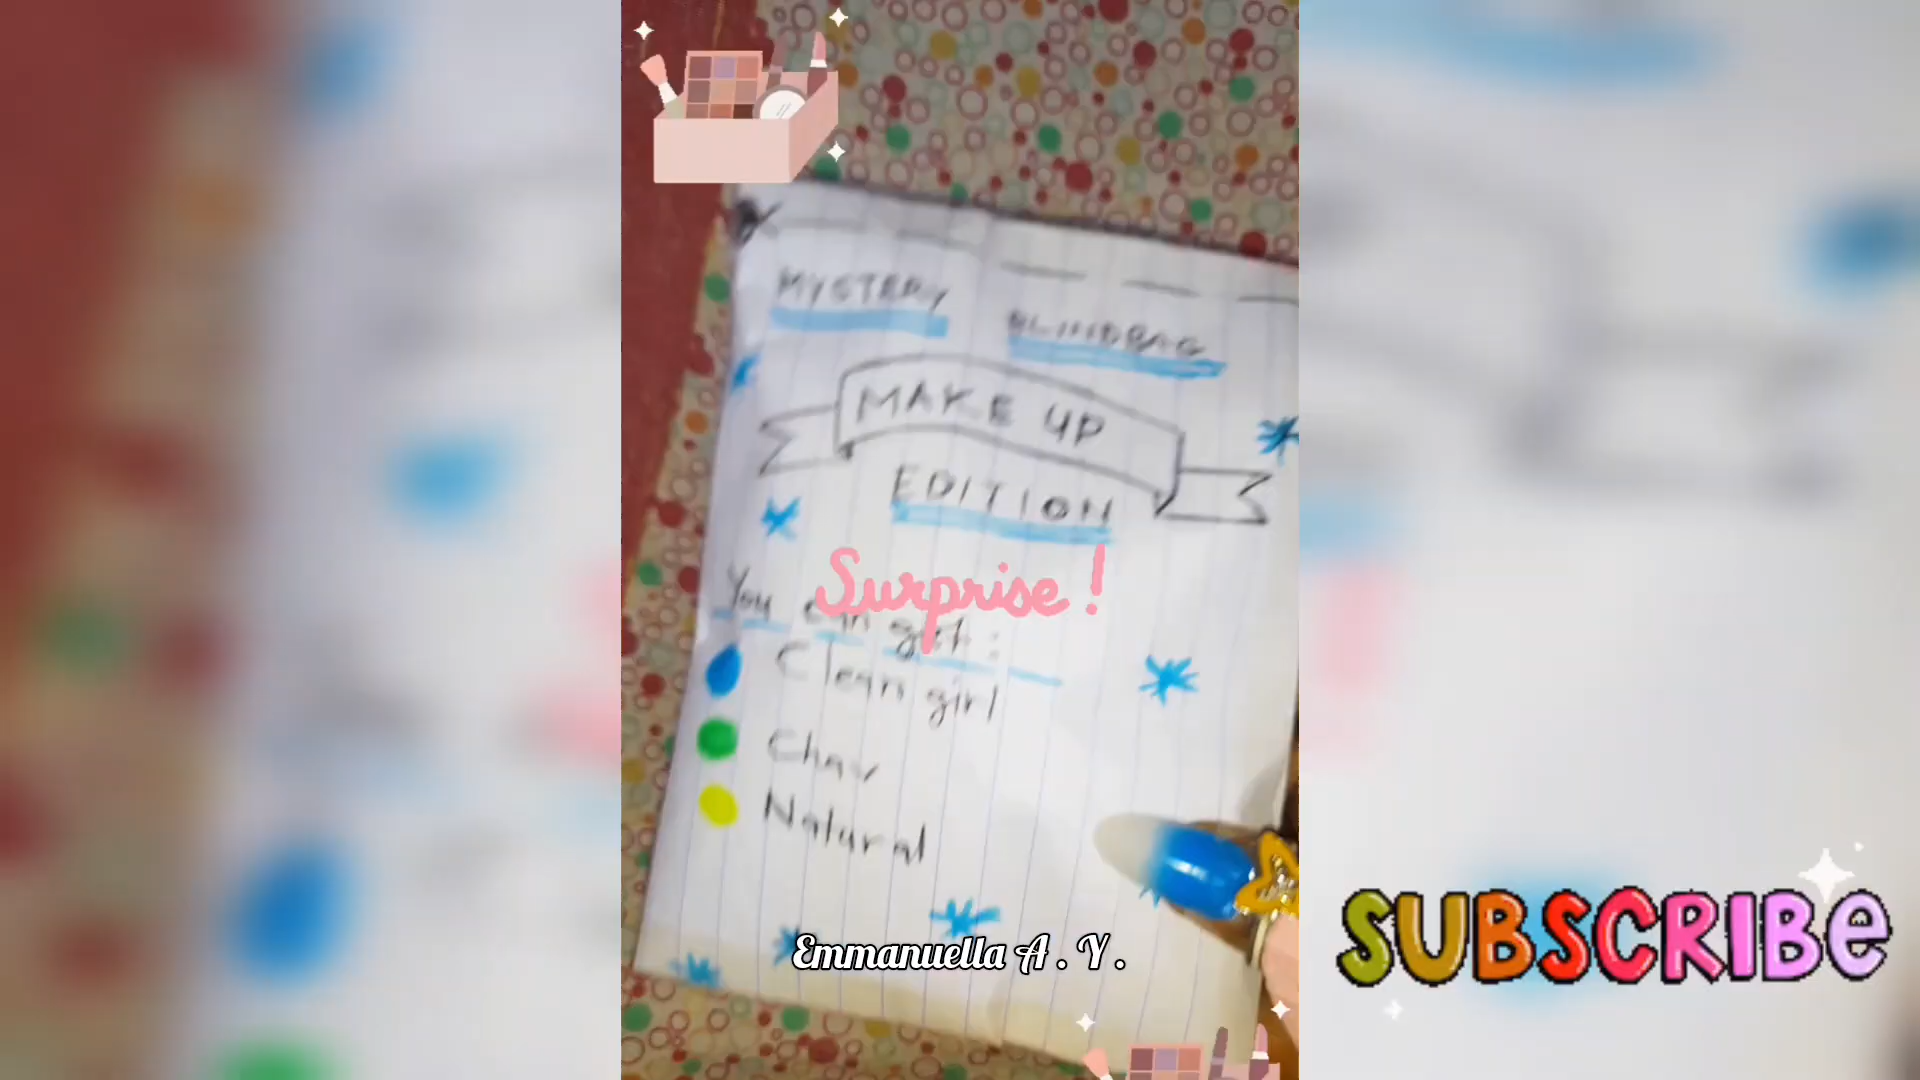 MYSTERY
BLINDBAG
MAKE UP
EDITION
Surprise!
You can get:
Clean girl
Chav
Natural
Emmanuella A. Y.
SUBSCRIBE